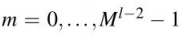 m = 0, . . . , M^{l−2} − 1